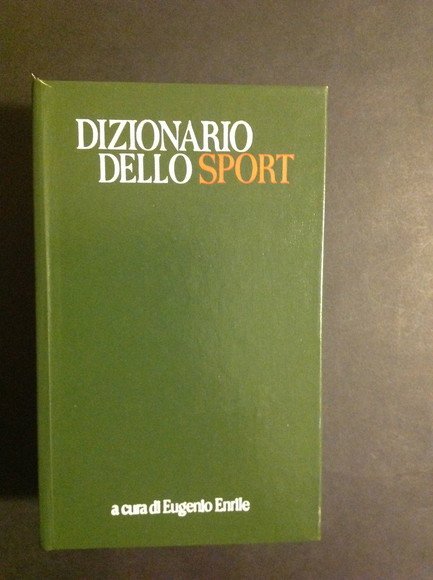 DIZIONARIO
DELLO SPORT
a cura di Eugenio Enrile